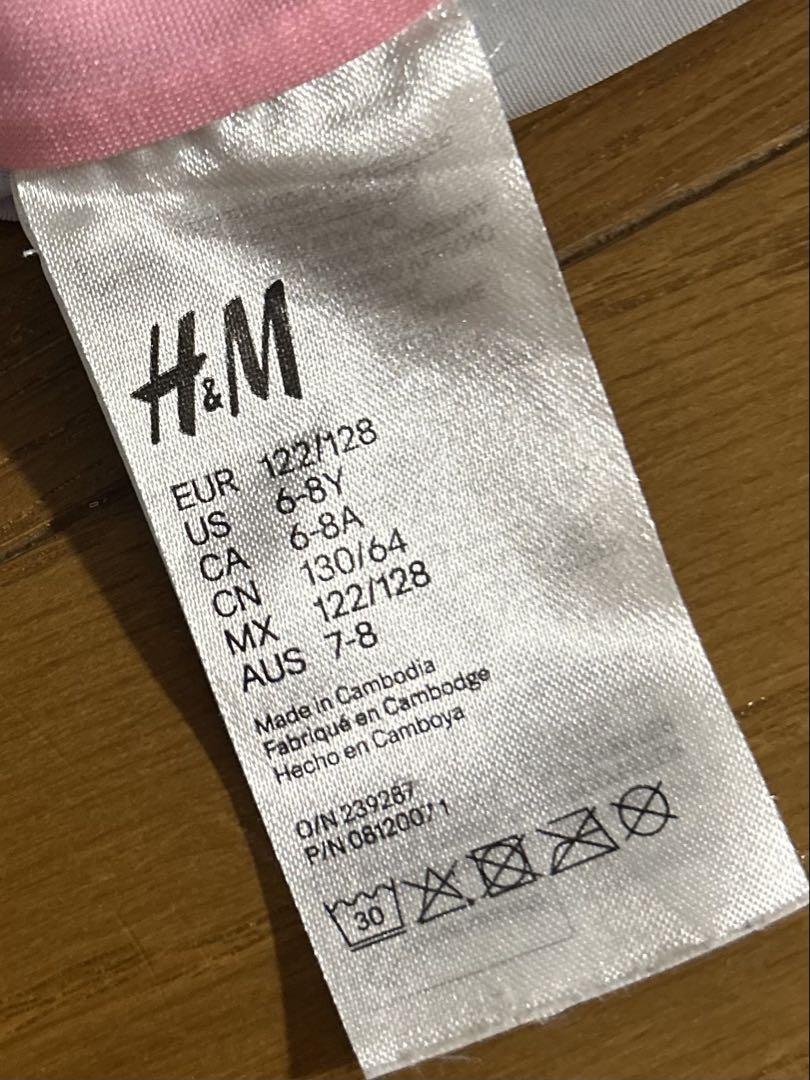 H&M
EUR 122/128
US 6-8Y
CA 6-8A
CN 130/64
MX 122/128
AUS 7-8
Made in Cambodia
Fabriqué en Cambodge
Hecho en Camboya
O/N 239287
P/N 08120071
30